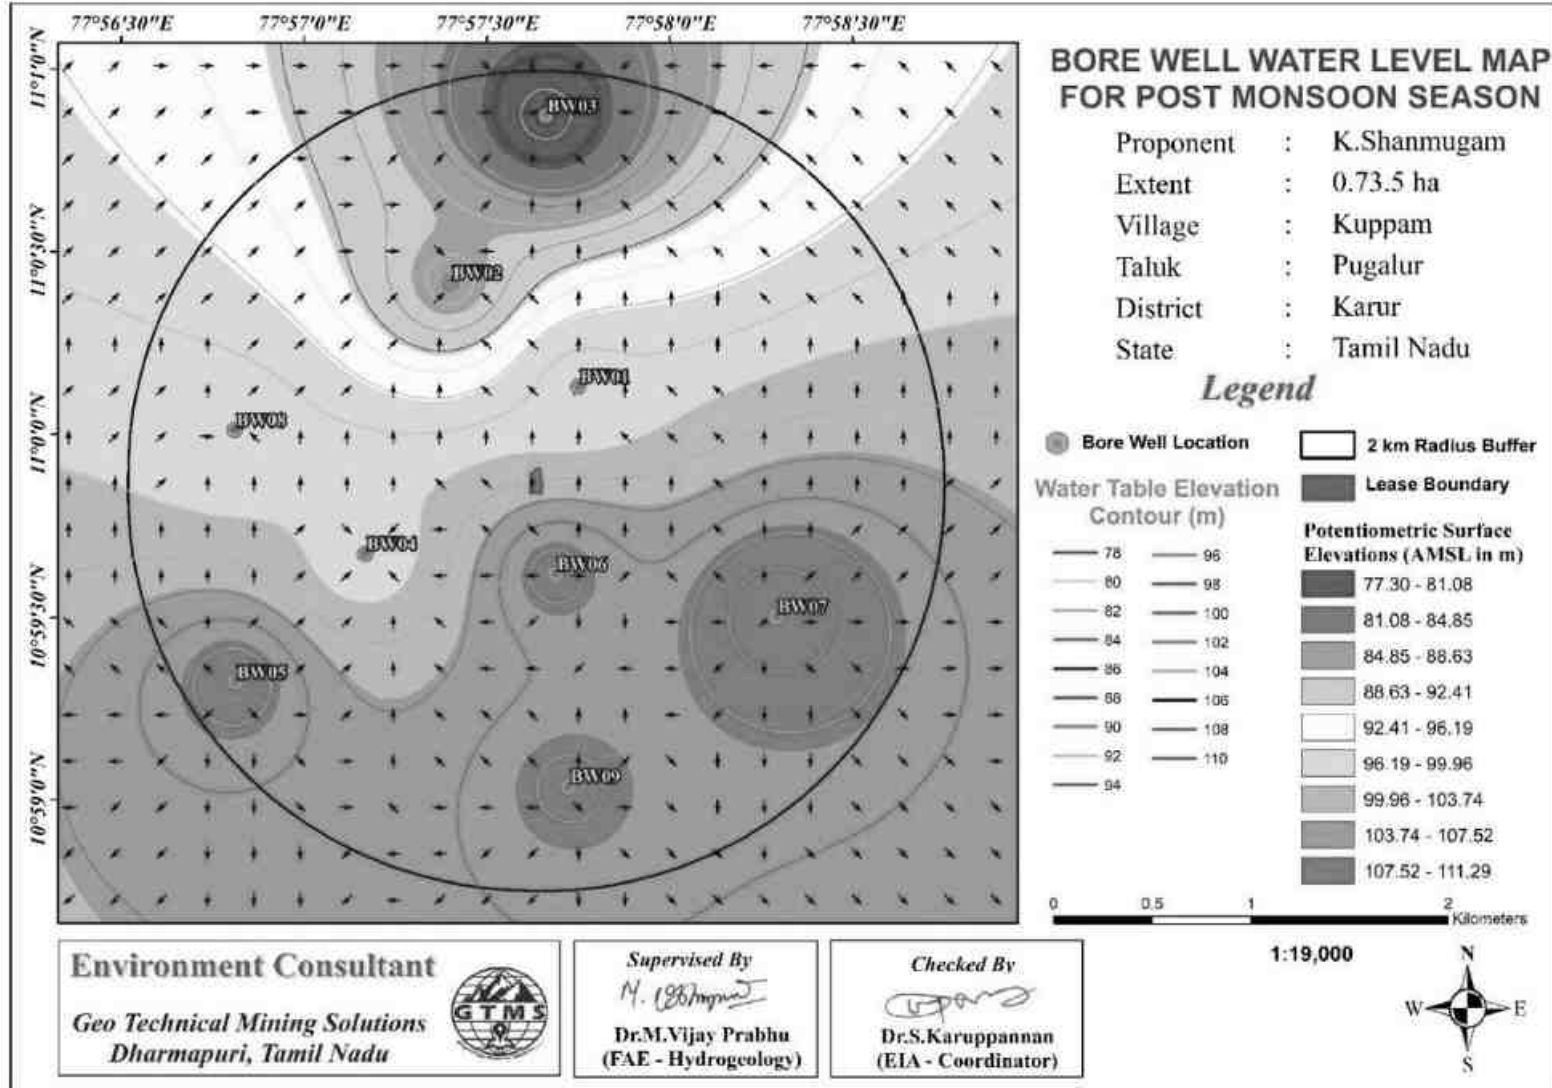 77°56'30"E 77°57'0"E 77°57'30"E 77°58'0"E 77°58'30"E
11°1'0"N
11°0'30"N
11°0'0"N
10°59'30"N
10°59'0"N
BW03
BW02
BW01
BW08
BW04
BW06
BW07
BW05
BW09
BORE WELL WATER LEVEL MAP
FOR POST MONSOON SEASON
Proponent : K.Shanmugam
Extent : 0.73.5 ha
Village : Kuppam
Taluk : Pugalur
District : Karur
State : Tamil Nadu
Legend
Bore Well Location
2 km Radius Buffer
Lease Boundary
Water Table Elevation
Contour (m)
78
80
82
84
86
88
90
92
94
96
98
100
102
104
106
108
110
Potentiometric Surface
Elevations (AMSL in m)
77.30 - 81.08
81.08 - 84.85
84.85 - 88.63
88.63 - 92.41
92.41 - 96.19
96.19 - 99.96
99.96 - 103.74
103.74 - 107.52
107.52 - 111.29
0 0.5 1 2
Kilometers
1:19,000
N
W E
S
Environment Consultant
Geo Technical Mining Solutions
Dharmapuri, Tamil Nadu
GTMS
Supervised By
Dr.M.Vijay Prabhu
(FAE - Hydrogeology)
Checked By
Dr.S.Karuppannan
(EIA - Coordinator)